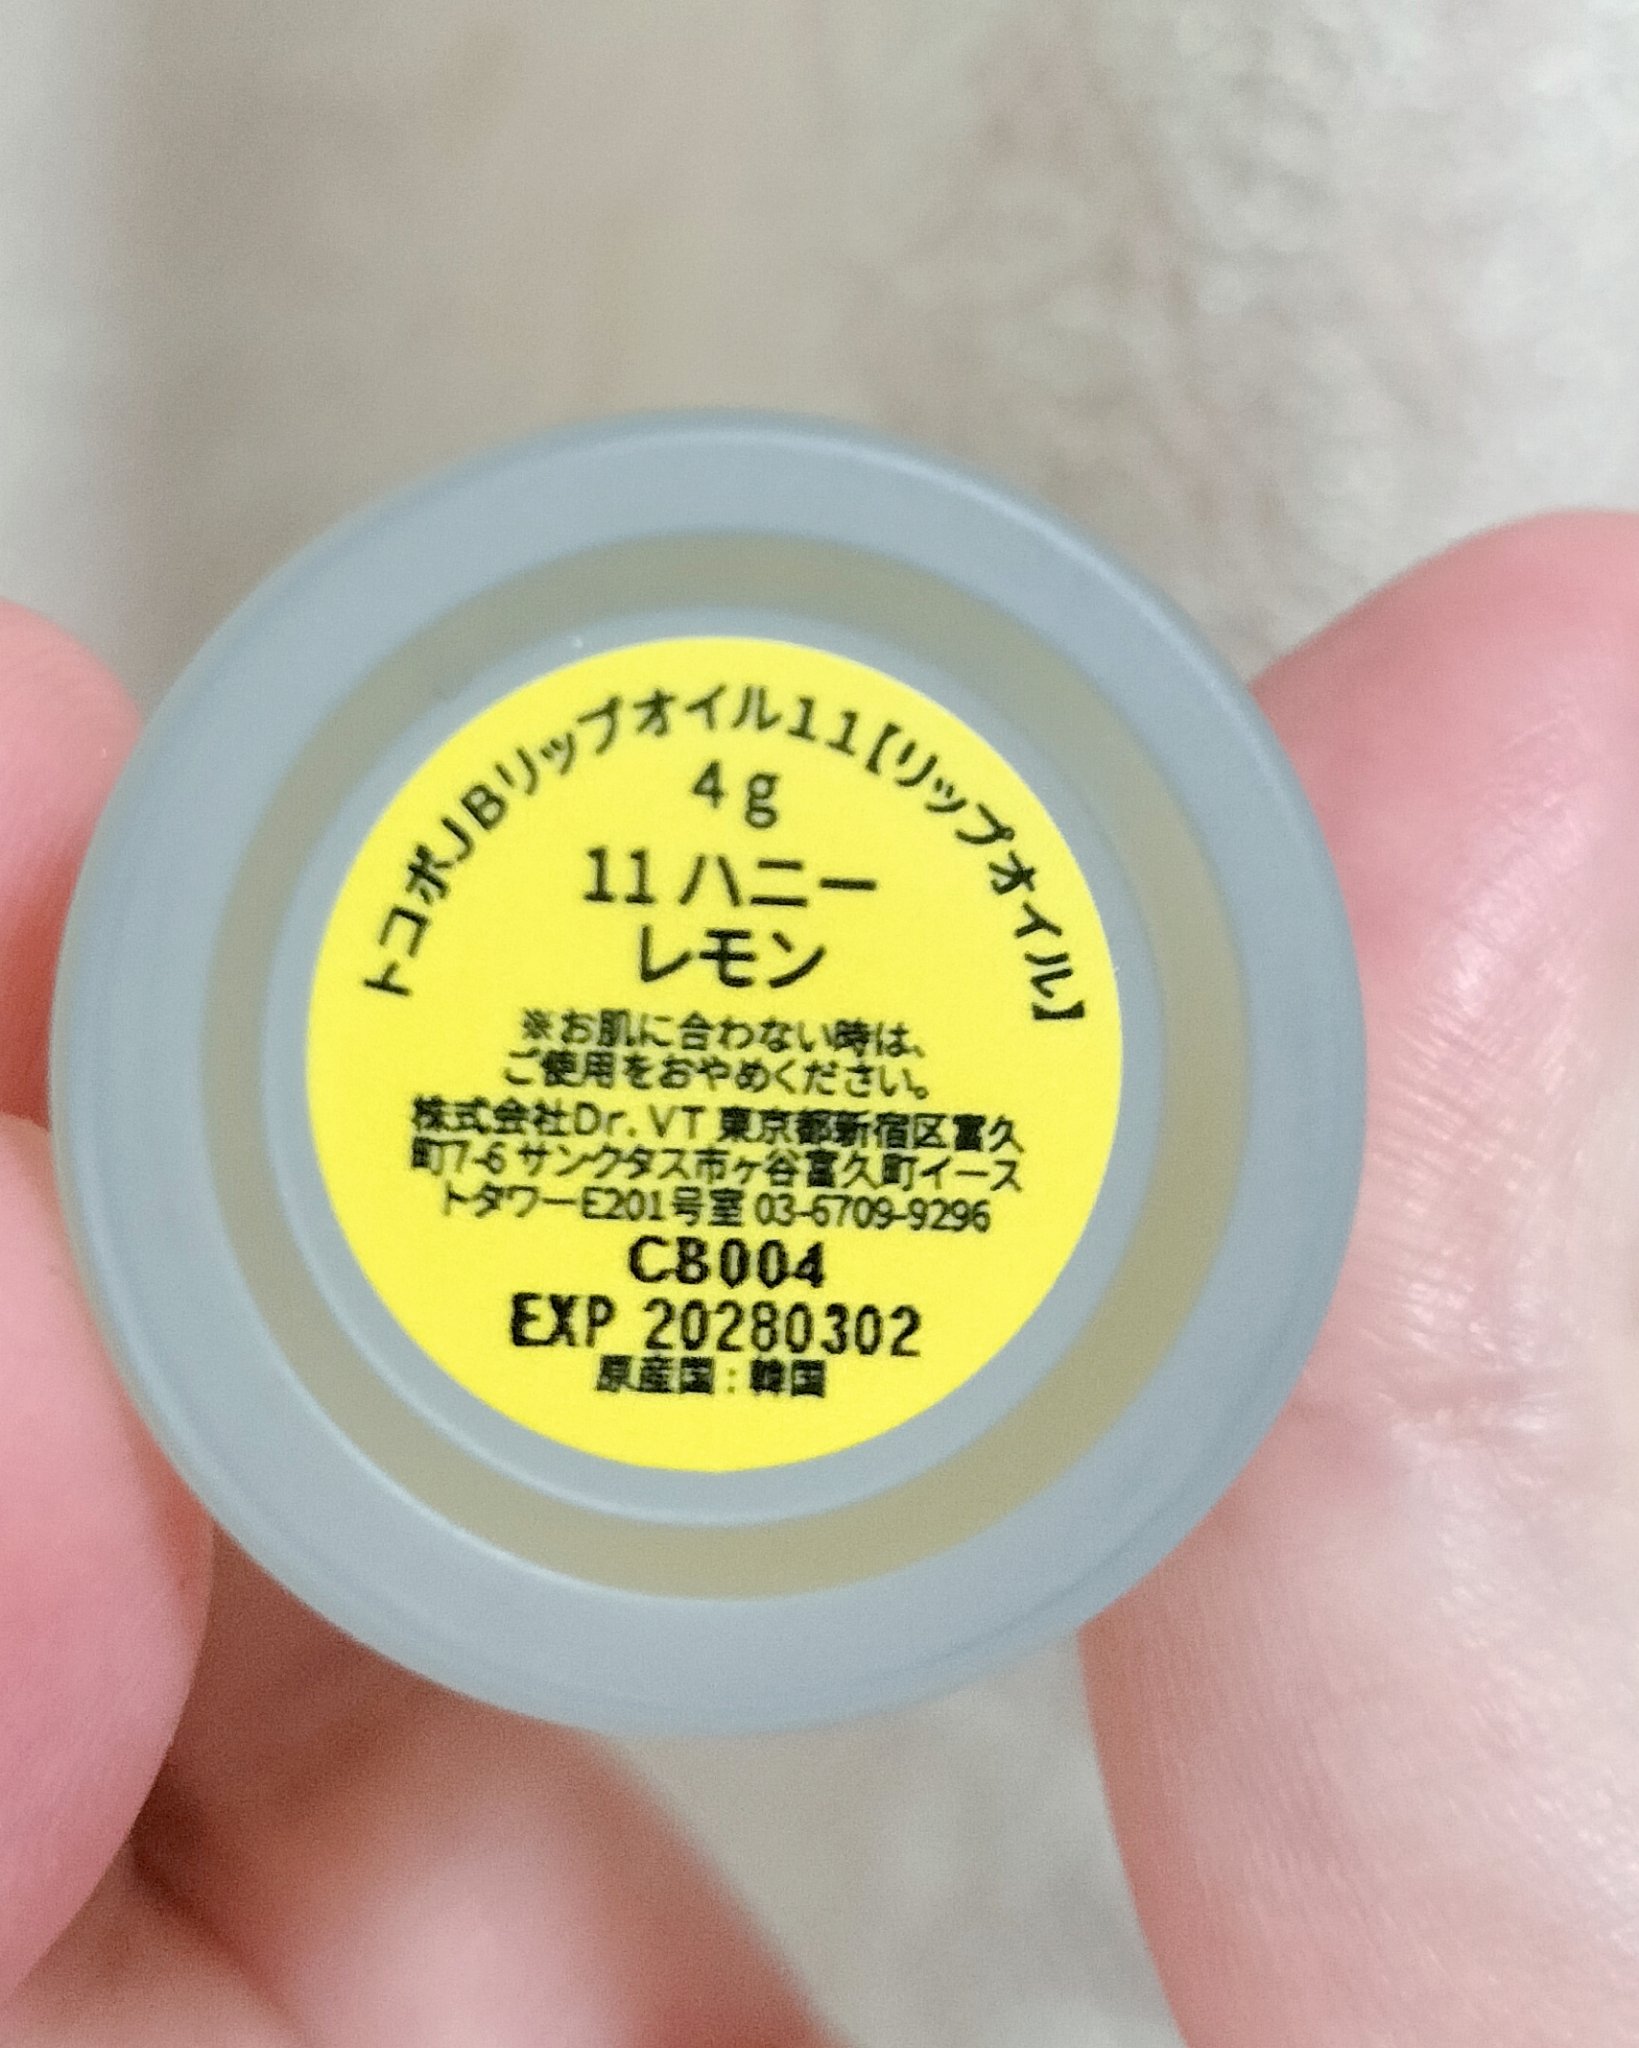 トコボJBリップオイル11【リップオイル】
4g
11 ハニー
レモン
※お肌に合わない時は、
ご使用をおやめください。
株式会社Dr.VT 東京都新宿区富久
町7-6 サンクタス市ヶ谷富久町イース
トタワーE201号室 03-6709-9296
CB004
EXP 20280302
原産国:韓国